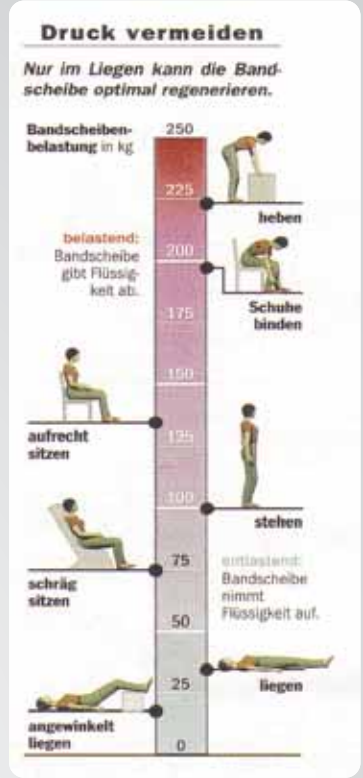 Druck vermeiden
Nur im Liegen kann die Band-
scheibe optimal regenerieren.
Bandscheiben-
belastung in kg
250
225
heben
belastend:
Bandscheibe
gibt Flüssig-
keit ab.
200
175
Schuhe
binden
150
aufrecht
sitzen
125
100
stehen
75
schräg
sitzen
entlastend:
Bandscheibe
nimmt
Flüssigkeit auf.
50
25
liegen
angewinkelt
liegen
0